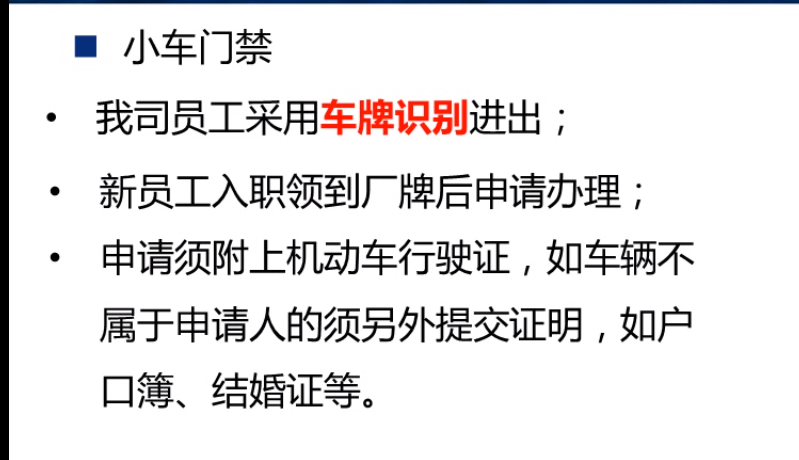 ■ 小车门禁
• 我司员工采用车牌识别进出；
• 新员工入职领到厂牌后申请办理；
• 申请须附上机动车行驶证，如车辆不
属于申请人的须另外提交证明，如户
口簿、结婚证等。